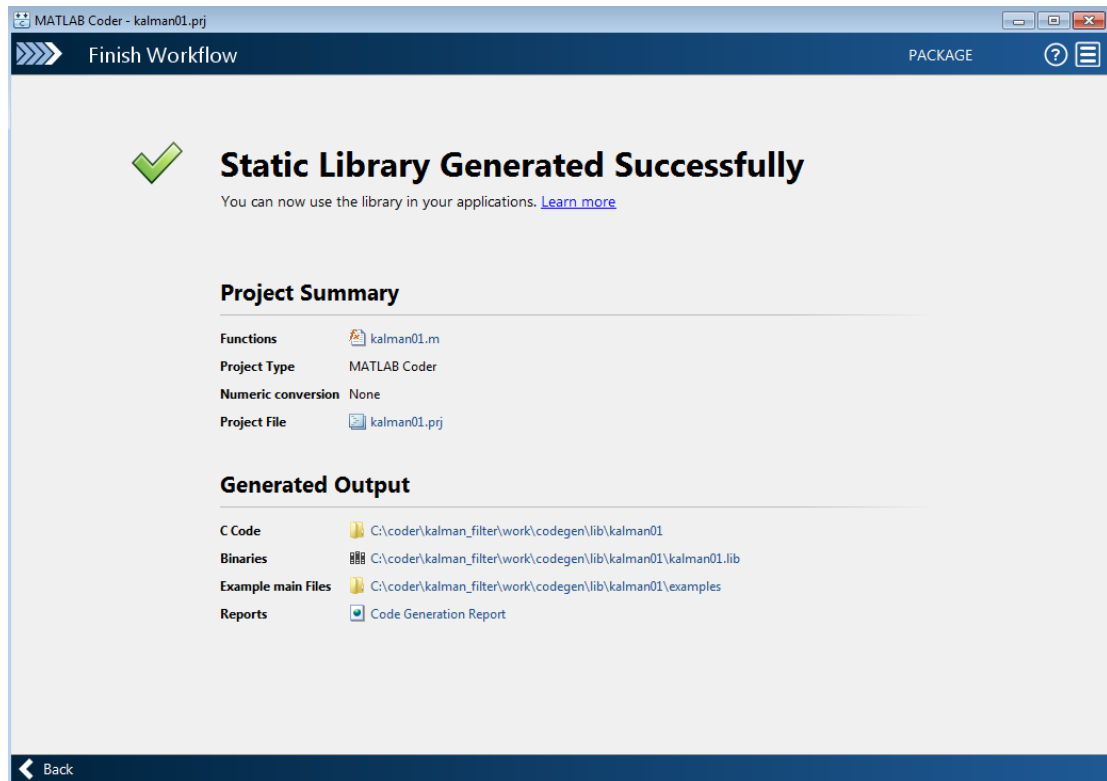 MATLAB Coder - kalman01.prj
Finish Workflow PACKAGE ?
Static Library Generated Successfully
You can now use the library in your applications. Learn more
Project Summary
Functions kalman01.m
Project Type MATLAB Coder
Numeric conversion None
Project File kalman01.prj
Generated Output
C Code C:\coder\kalman_filter\work\codegen\lib\kalman01
Binaries C:\coder\kalman_filter\work\codegen\lib\kalman01\kalman01.lib
Example main Files C:\coder\kalman_filter\work\codegen\lib\kalman01\examples
Reports Code Generation Report
Back